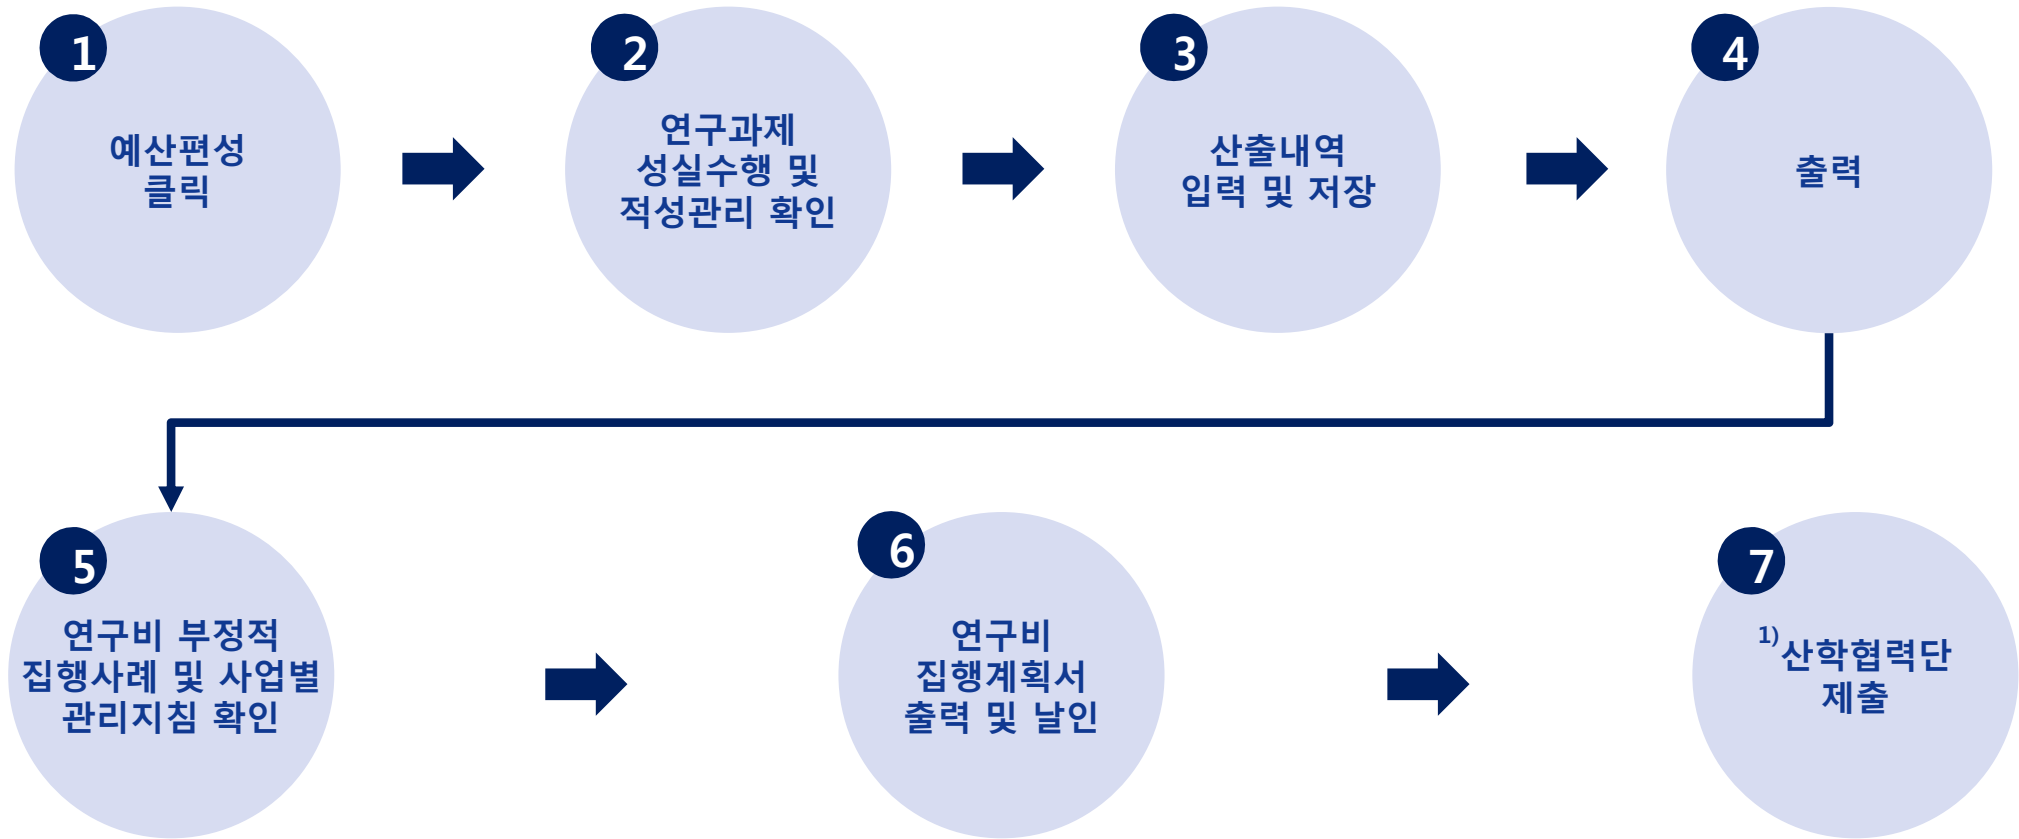 1
예산편성
클릭
2
연구과제
성실수행 및
적성관리 확인
3
산출내역
입력 및 저장
4
출력
5
연구비 부정적
집행사례 및 사업별
관리지침 확인
6
연구비
집행계획서
출력 및 날인
7
1)산학협력단
제출